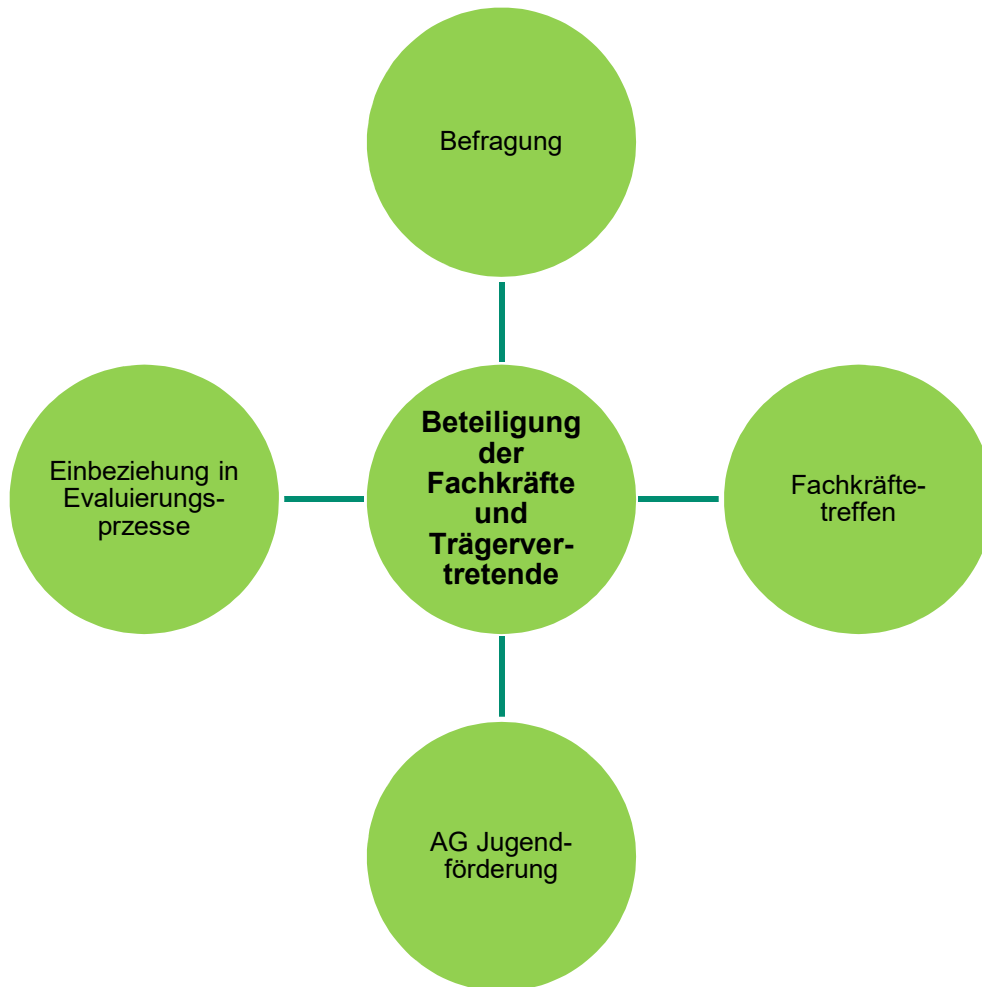 Befragung
Beteiligung
der
Fachkräfte
und
Trägerver-
tretende
Einbeziehung in
Evaluierungs-
przesse
Fachkräfte-
treffen
AG Jugend-
förderung